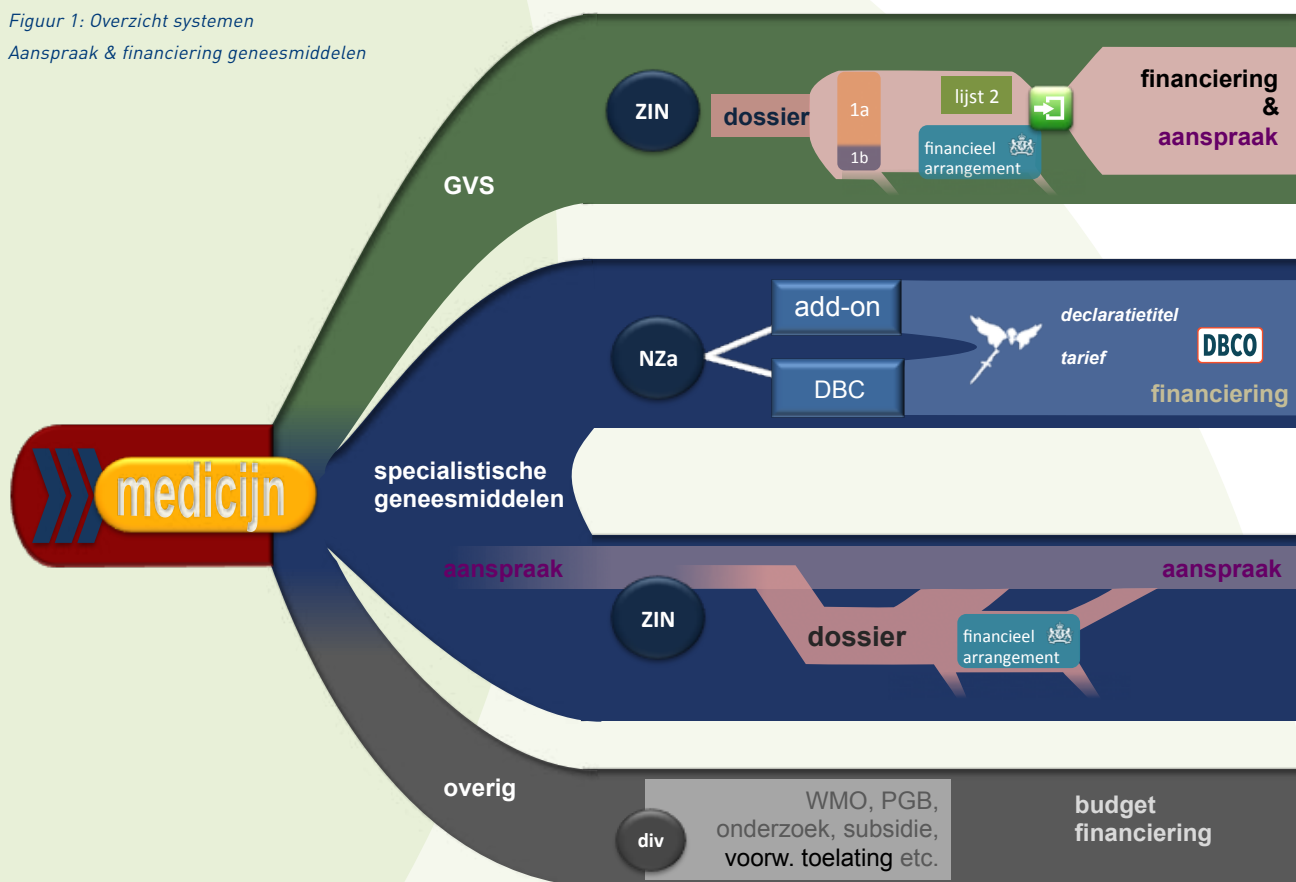 Figuur 1: Overzicht systemen
Aanspraak & financiering geneesmiddelen
ZIN
dossier
1a
1b
lijst 2
financieel
arrangement
financiering
&
aanspraak
GVS
NZa
add-on
DBC
declaratietitel
tarief
DBCO
financiering
medicijn
specialistische
geneesmiddelen
aanspraak
aanspraak
ZIN
dossier
financieel
arrangement
overig
div
WMO, PGB,
onderzoek, subsidie,
voorw. toelating etc.
budget
financiering